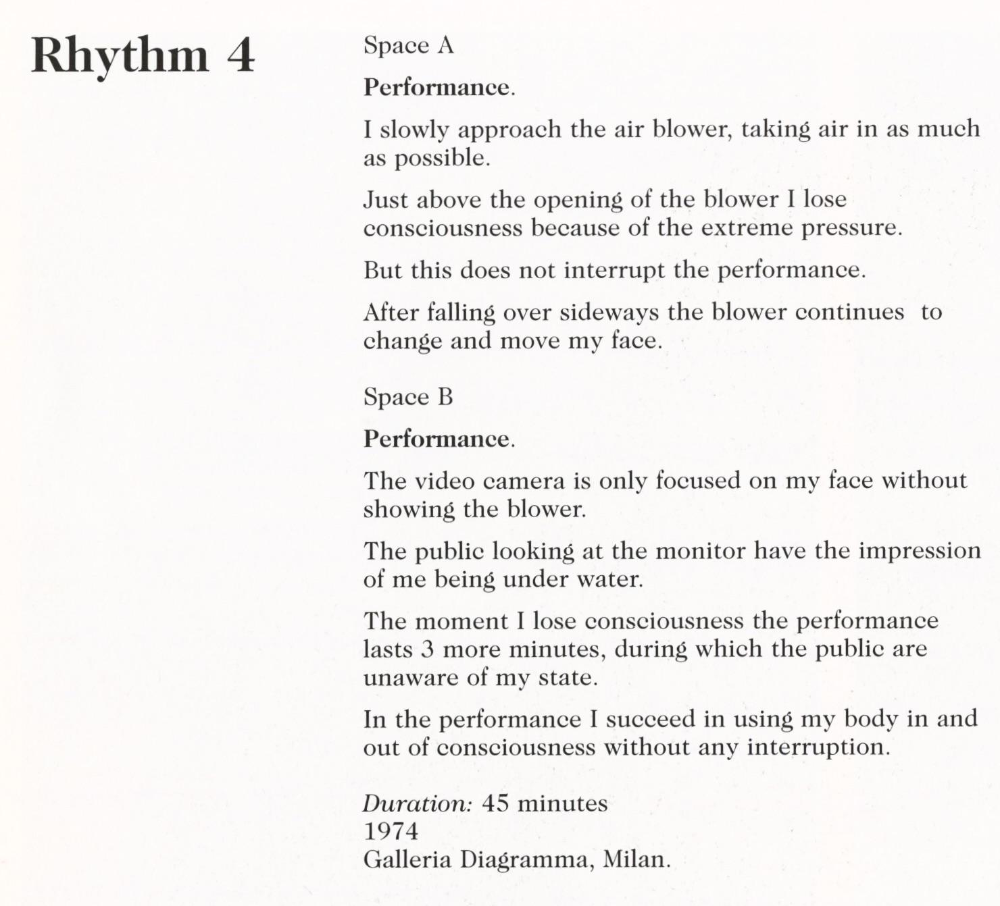 Rhythm 4
Space A
Performance.
I slowly approach the air blower, taking air in as much
as possible.
Just above the opening of the blower I lose
consciousness because of the extreme pressure.
But this does not interrupt the performance.
After falling over sideways the blower continues  to
change and move my face.
Space B
Performance.
The video camera is only focused on my face without
showing the blower.
The public looking at the monitor have the impression
of me being under water.
The moment I lose consciousness the performance
lasts 3 more minutes, during which the public are
unaware of my state.
In the performance I succeed in using my body in and
out of consciousness without any interruption.
Duration: 45 minutes
1974
Galleria Diagramma, Milan.